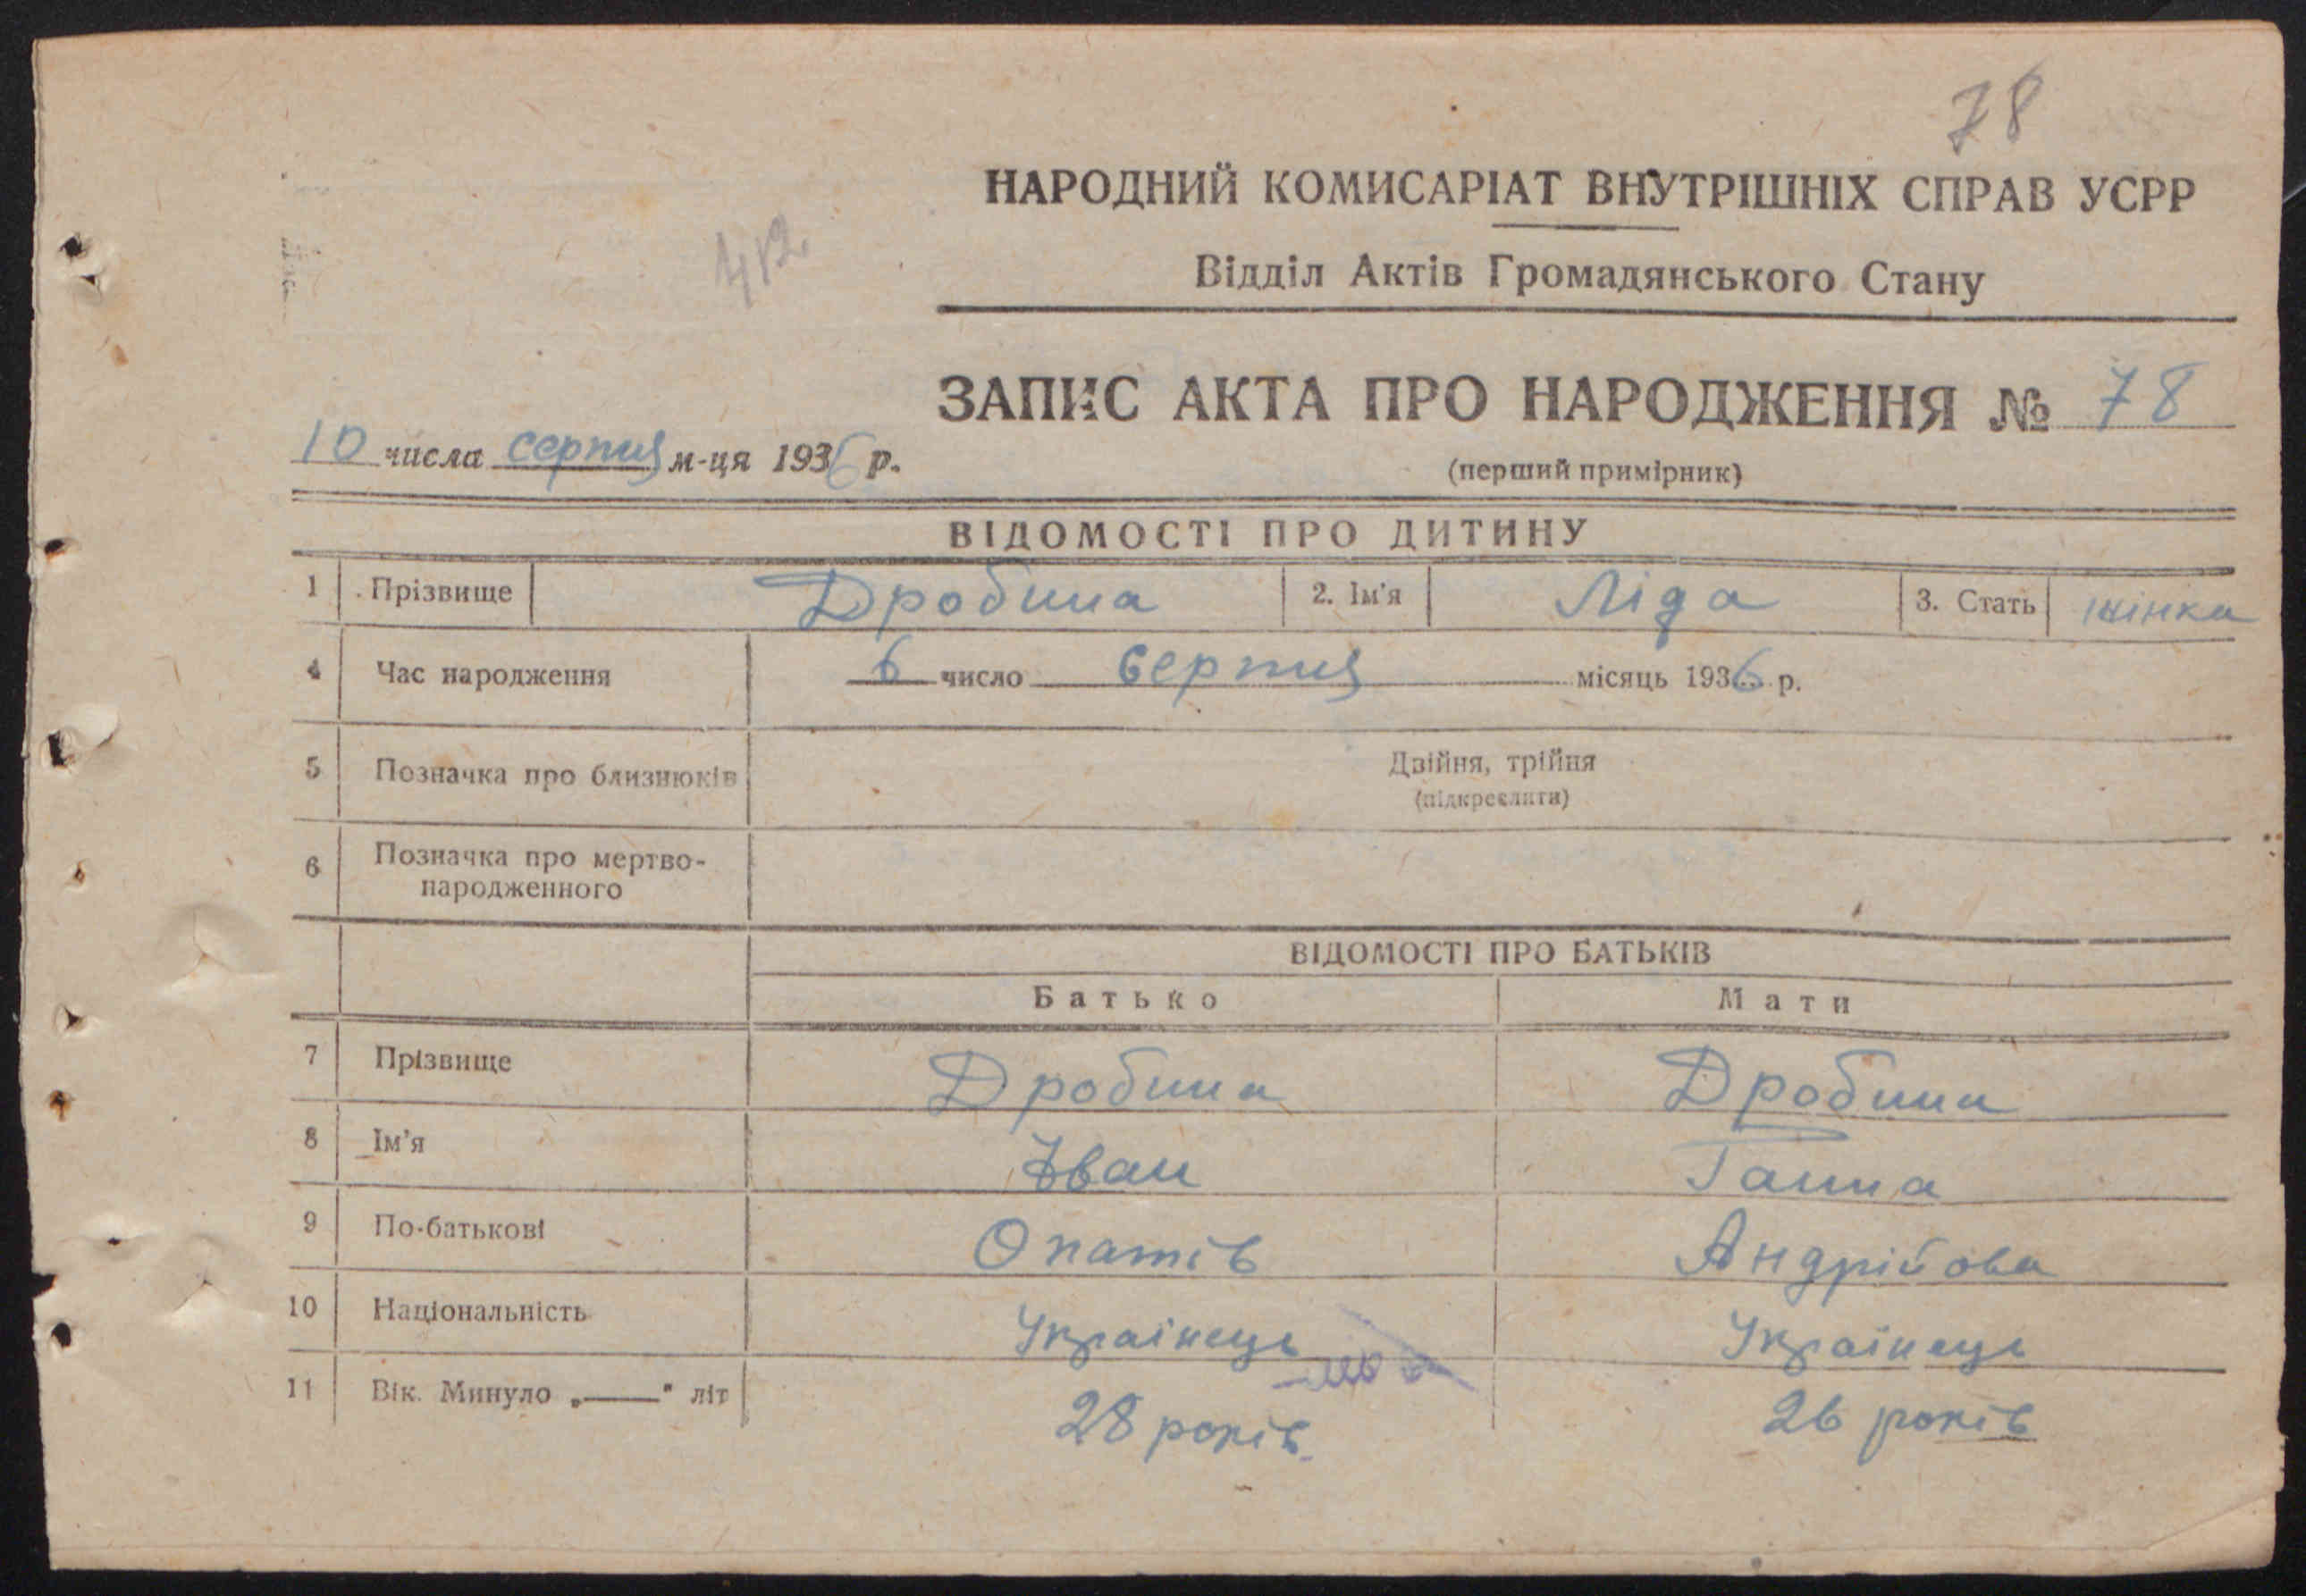 78
НАРОДНИЙ КОМИСАРІАТ ВНУТРІШНІХ СПРАВ УСРР
412
Відділ Актів Громадянського Стану
ЗАПИС АКТА ПРО НАРОДЖЕННЯ № 78
10 числа серпня м-ця 1936 р.
(перший примірник)
ВІДОМОСТІ ПРО ДИТИНУ
1 Прізвище Дробина 2. Ім'я Ліда 3. Стать жінка
4 Час народження 6 число серпня місяць 1936 р.
5 Позначка про близнюків Двійня, трійня
(підкреслити)
6 Позначка про мертво-
народженного
ВІДОМОСТІ ПРО БАТЬКІВ
Батько Мати
7 Прізвище Дробина Дробина
8 Ім'я Іван Ганна
9 По-батькові Опатів Андрійова
10 Національність Українець Українець
11 Вік. Минуло „——" літ 28 років. 26 років